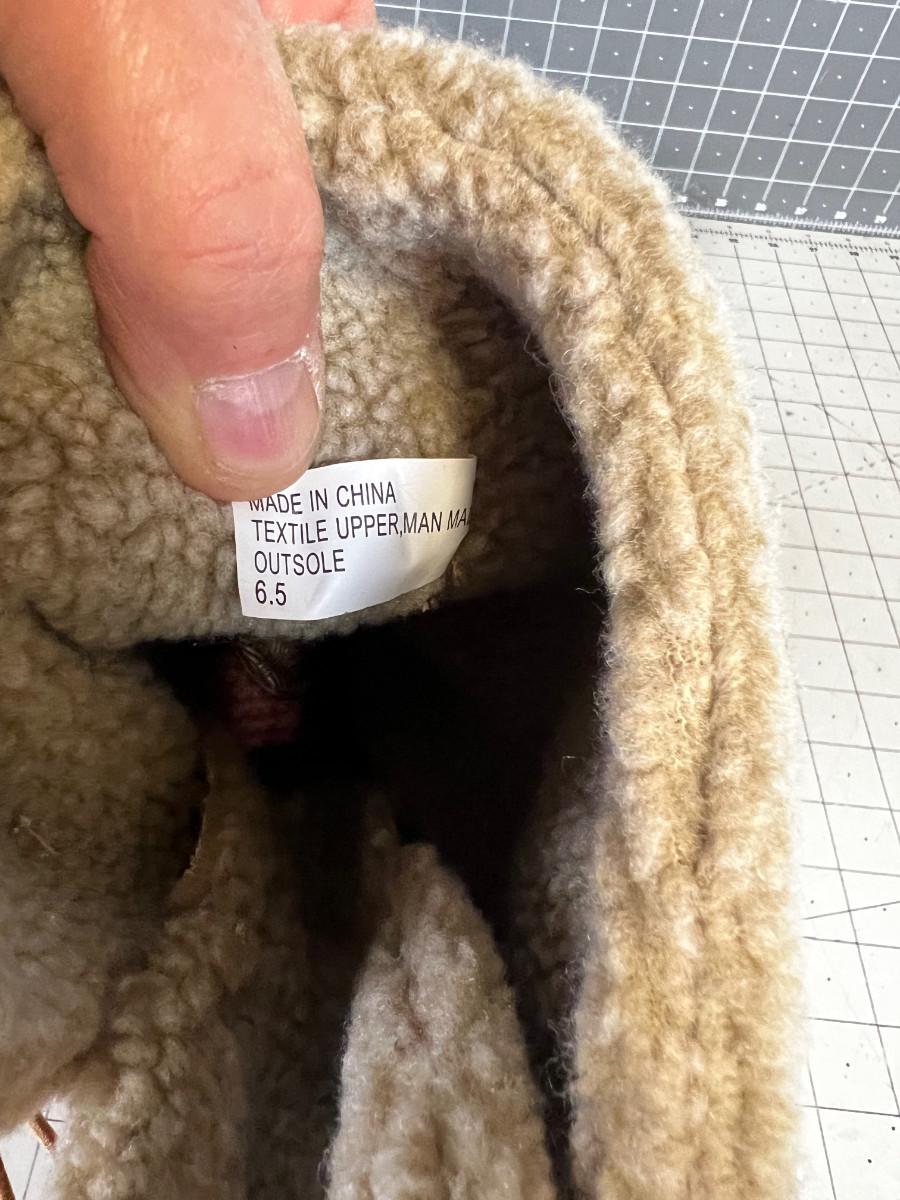 MADE IN CHINA
TEXTILE UPPER,MAN
OUTSOLE
6.5